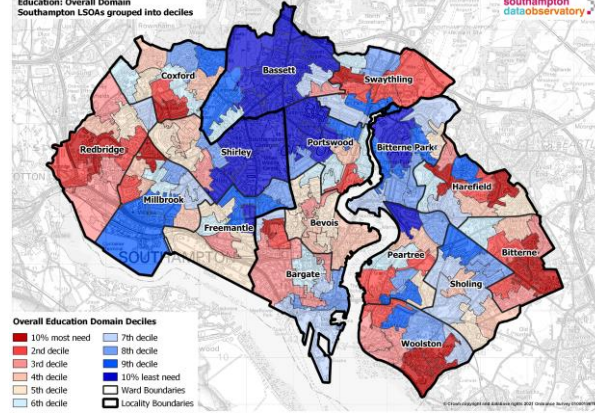 Education: Overall Domain
Southampton LSOAs grouped into deciles
southampton
dataobservatory
Coxford
Bassett
Swaythling
Redbridge
Shirley
Portswood
Bitterne Park
Millbrook
Harefield
Freemantle
Bevois
SOUTHAMPTON
Peartree
Bitterne
Bargate
Sholing
Woolston
Overall Education Domain Deciles
10% most need
2nd decile
3rd decile
4th decile
5th decile
6th decile
7th decile
8th decile
9th decile
10% least need
Ward Boundaries
Locality Boundaries